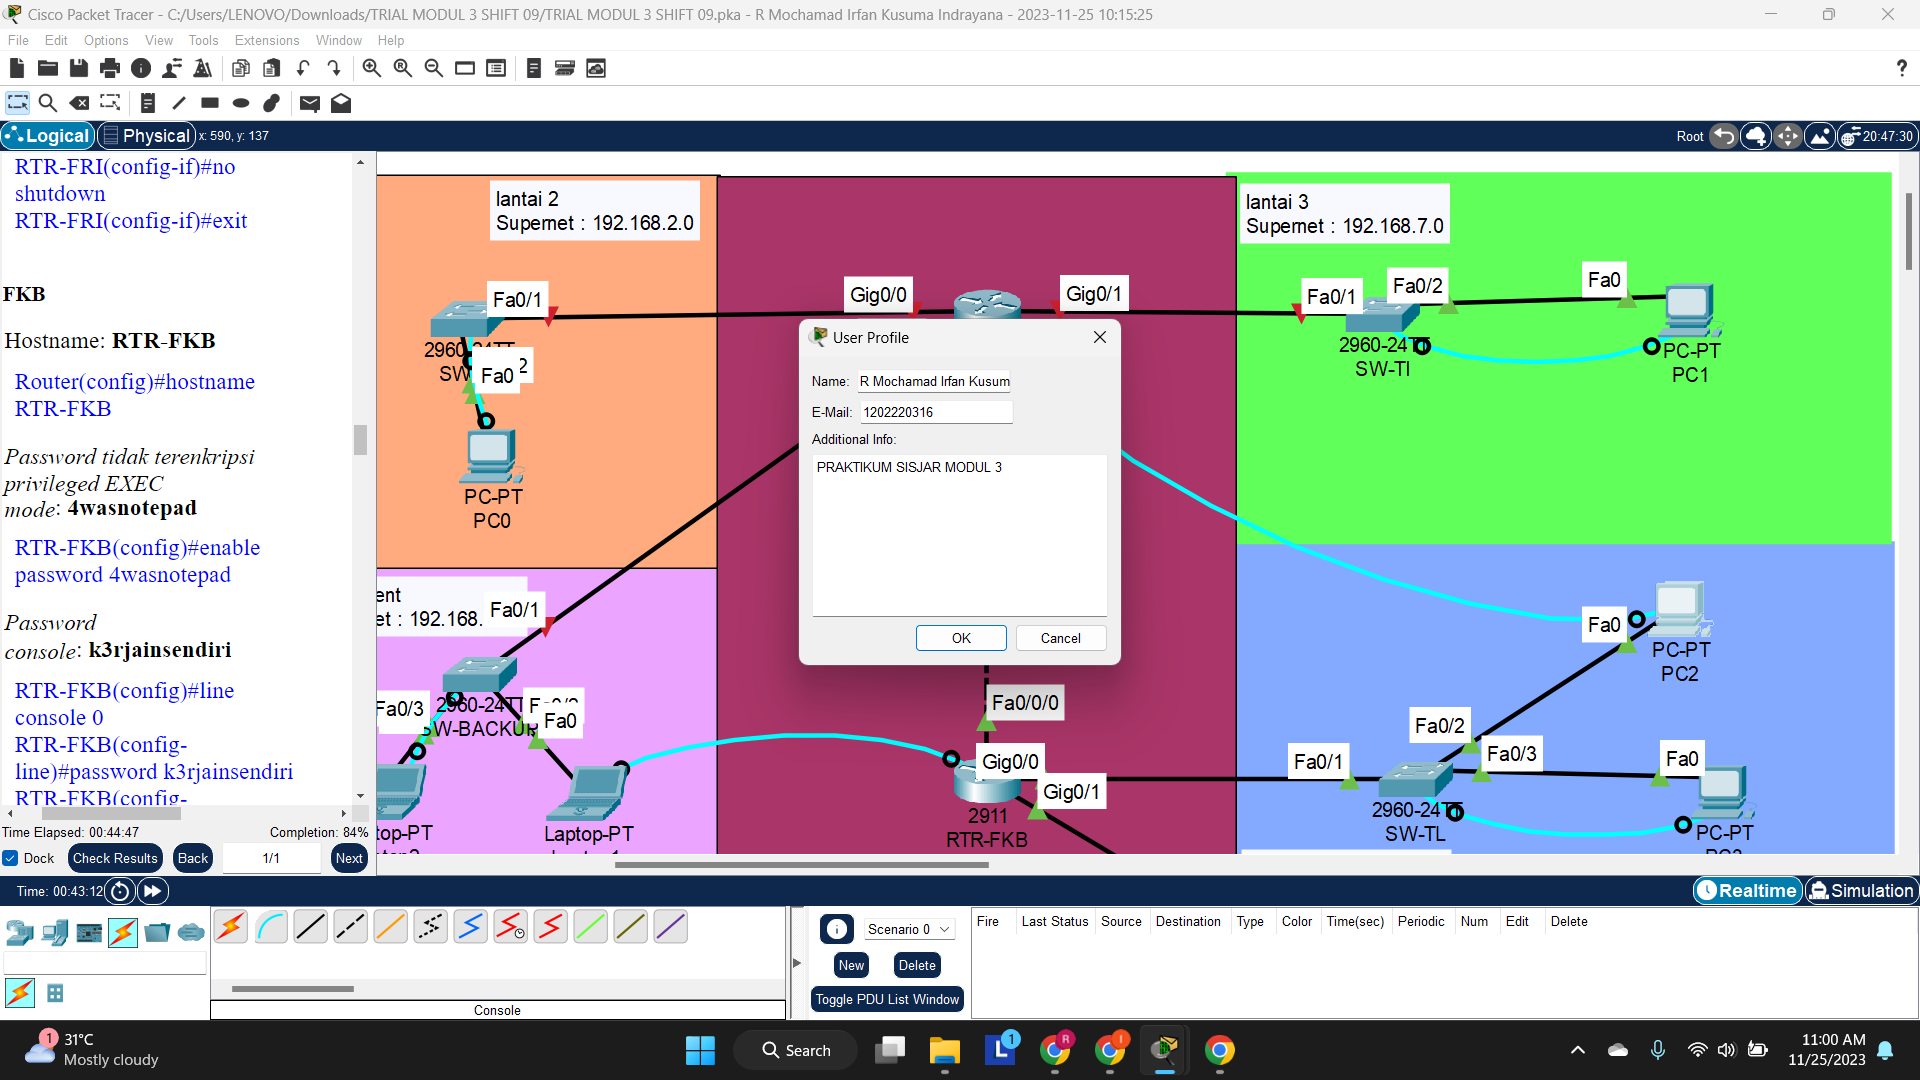 Cisco Packet Tracer - C:/Users/LENOVO/Downloads/TRIAL MODUL 3 SHIFT 09/TRIAL MODUL 3 SHIFT 09.pka - R Mochamad Irfan Kusuma Indrayana - 2023-11-25 10:15:25
File Edit Options View Tools Extensions Window Help
Logical Physical x: 590, y: 137
Root 20:47:30
RTR-FRI(config-if)#no
shutdown
RTR-FRI(config-if)#exit
FKB
Hostname: RTR-FKB
Router(config)#hostname
RTR-FKB
Password tidak terenkripsi
privileged EXEC
mode: 4wasnotepad
RTR-FKB(config)#enable
password 4wasnotepad
Password
console: k3rjainsendiri
RTR-FKB(config)#line
console 0
RTR-FKB(config-
line)#password k3rjainsendiri
RTR-FKB(config-
Time Elapsed: 00:44:47 Completion: 84%
Dock Check Results Back 1/1 Next
lantai 2
Supernet : 192.168.2.0
Fa0/1
2960-24TT
SW
Fa0
2
PC-PT
PC0
Gig0/0
Gig0/1
lantai 3
Supernet : 192.168.7.0
Fa0/1
Fa0/2
Fa0
2960-24TT
SW-TI
PC-PT
PC1
User Profile
Name: R Mochamad Irfan Kusum
E-Mail: 1202220316
Additional Info:
PRAKTIKUM SISJAR MODUL 3
OK Cancel
ent
et : 192.168.
Fa0/1
Fa0/3
2960-24TT
SW-BACKUP
Fa0
top-PT
Laptop-PT
Fa0/0/0
Gig0/0
Gig0/1
2911
RTR-FKB
Fa0
PC-PT
PC2
Fa0/2
Fa0/1
Fa0/3
Fa0
2960-24TT
SW-TL
PC-PT
Time: 00:43:12
Realtime Simulation
Console
Scenario 0
New Delete
Toggle PDU List Window
Fire Last Status Source Destination Type Color Time(sec) Periodic Num Edit Delete
1
31°C
Mostly cloudy
Search
L
1
R
I
11:00 AM
11/25/2023